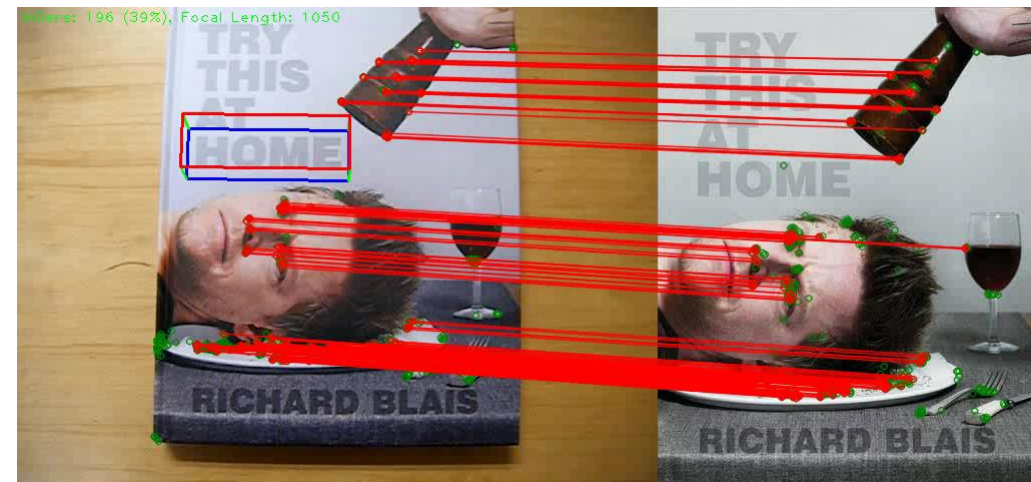 Inliers: 196 (39%), Focal Length: 1050
TRY
THIS
AT
HOME
RICHARD BLAIS
TRY
THIS
AT
HOME
RICHARD BLAIS